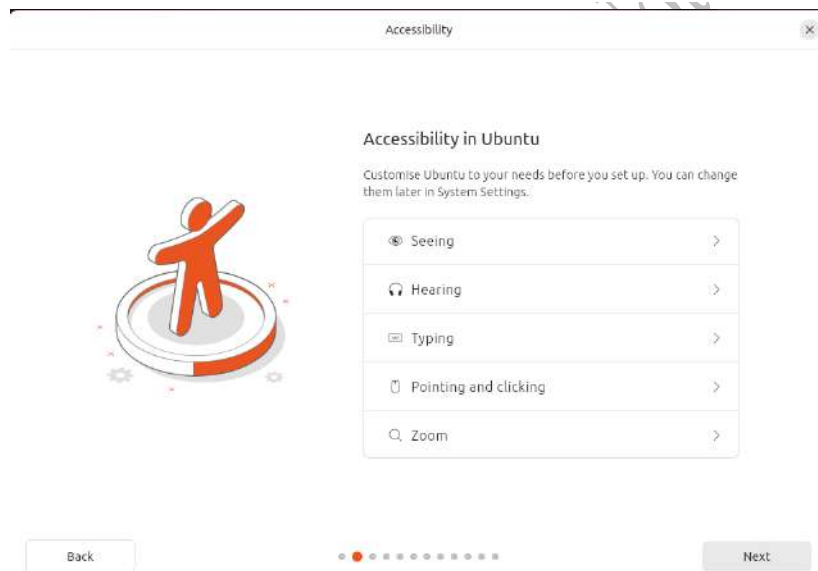 Accessibility
Accessibility in Ubuntu
Customise Ubuntu to your needs before you set up. You can change
them later in System Settings.
Seeing
Hearing
Typing
Pointing and clicking
Zoom
Back
Next